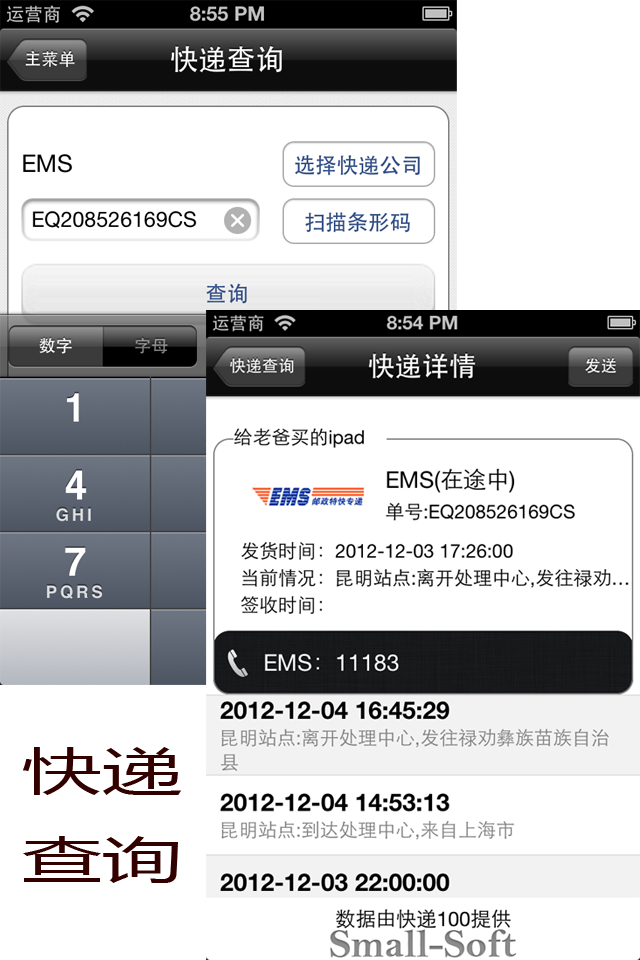 运营商 8:55 PM
主菜单 快递查询
EMS 选择快递公司
EQ208526169CS 扫描条形码
查询
数字 字母
1
4
GHI
7
PQRS
运营商 8:54 PM
快递查询 快递详情 发送
给老爸买的ipad
EMS 邮政特快专递
EMS(在途中)
单号:EQ208526169CS
发货时间: 2012-12-03 17:26:00
当前情况: 昆明站点:离开处理中心,发往禄劝...
签收时间:
EMS: 11183
2012-12-04 16:45:29
昆明站点:离开处理中心,发往禄劝彝族苗族自治
县
2012-12-04 14:53:13
昆明站点:到达处理中心,来自上海市
2012-12-03 22:00:00
数据由快递100提供
Small-Soft
快递
查询